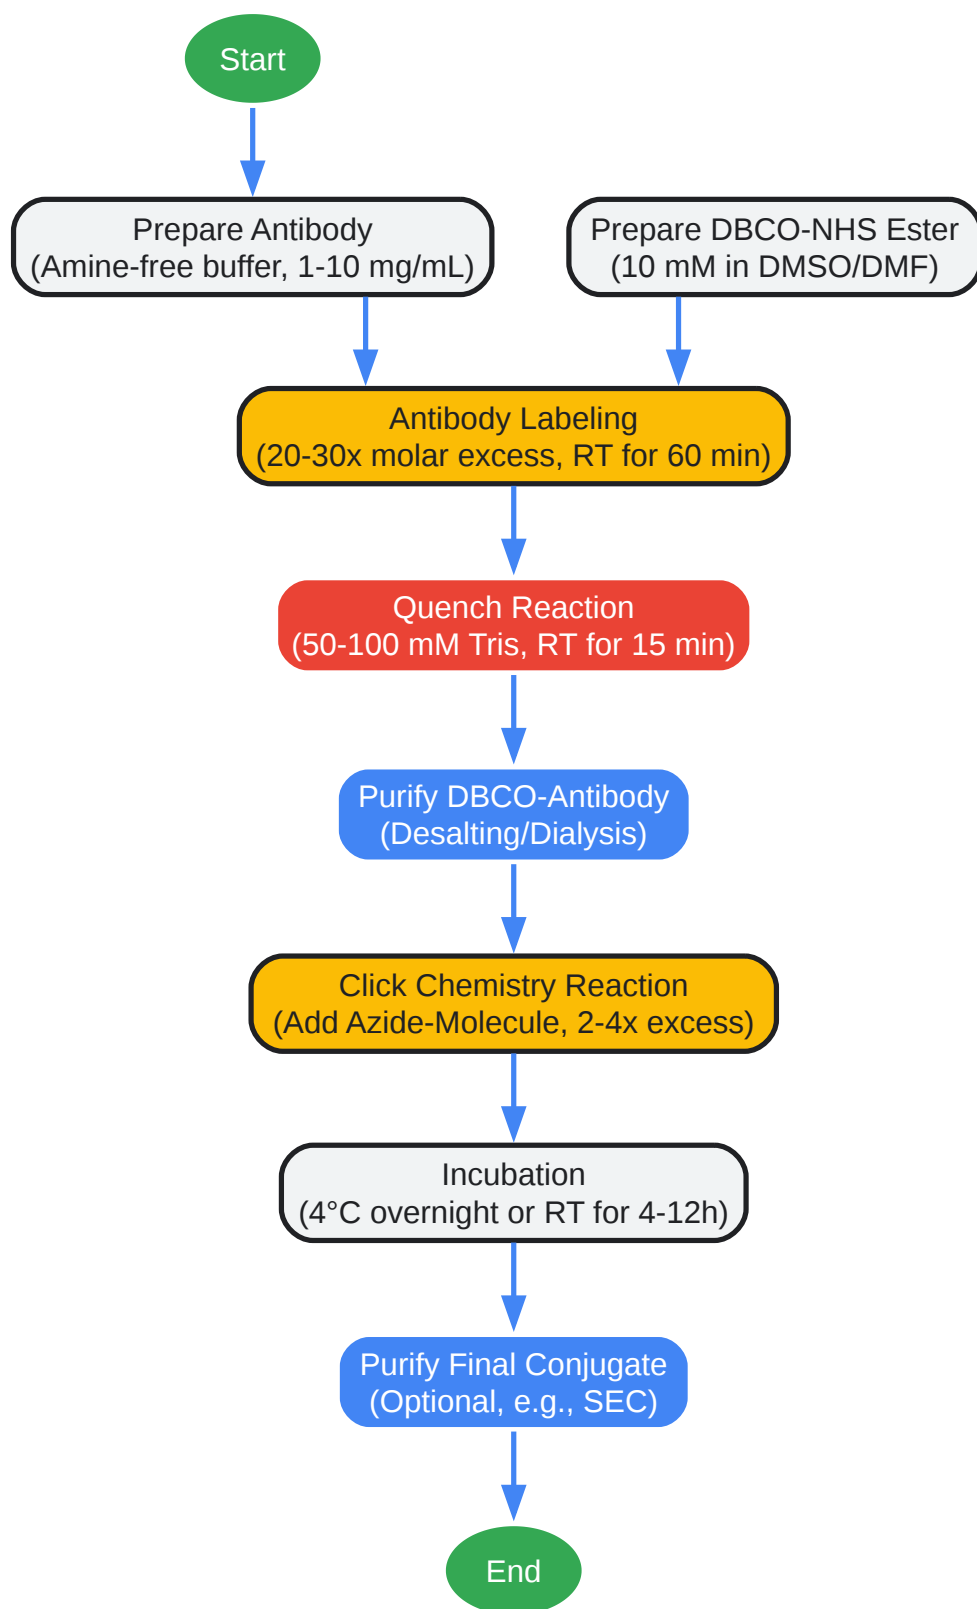 Start
Prepare Antibody
(Amine-free buffer, 1-10 mg/mL)
Prepare DBCO-NHS Ester
(10 mM in DMSO/DMF)
Antibody Labeling
(20-30x molar excess, RT for 60 min)
Quench Reaction
(50-100 mM Tris, RT for 15 min)
Purify DBCO-Antibody
(Desalting/Dialysis)
Click Chemistry Reaction
(Add Azide-Molecule, 2-4x excess)
Incubation
(4°C overnight or RT for 4-12h)
Purify Final Conjugate
(Optional, e.g., SEC)
End